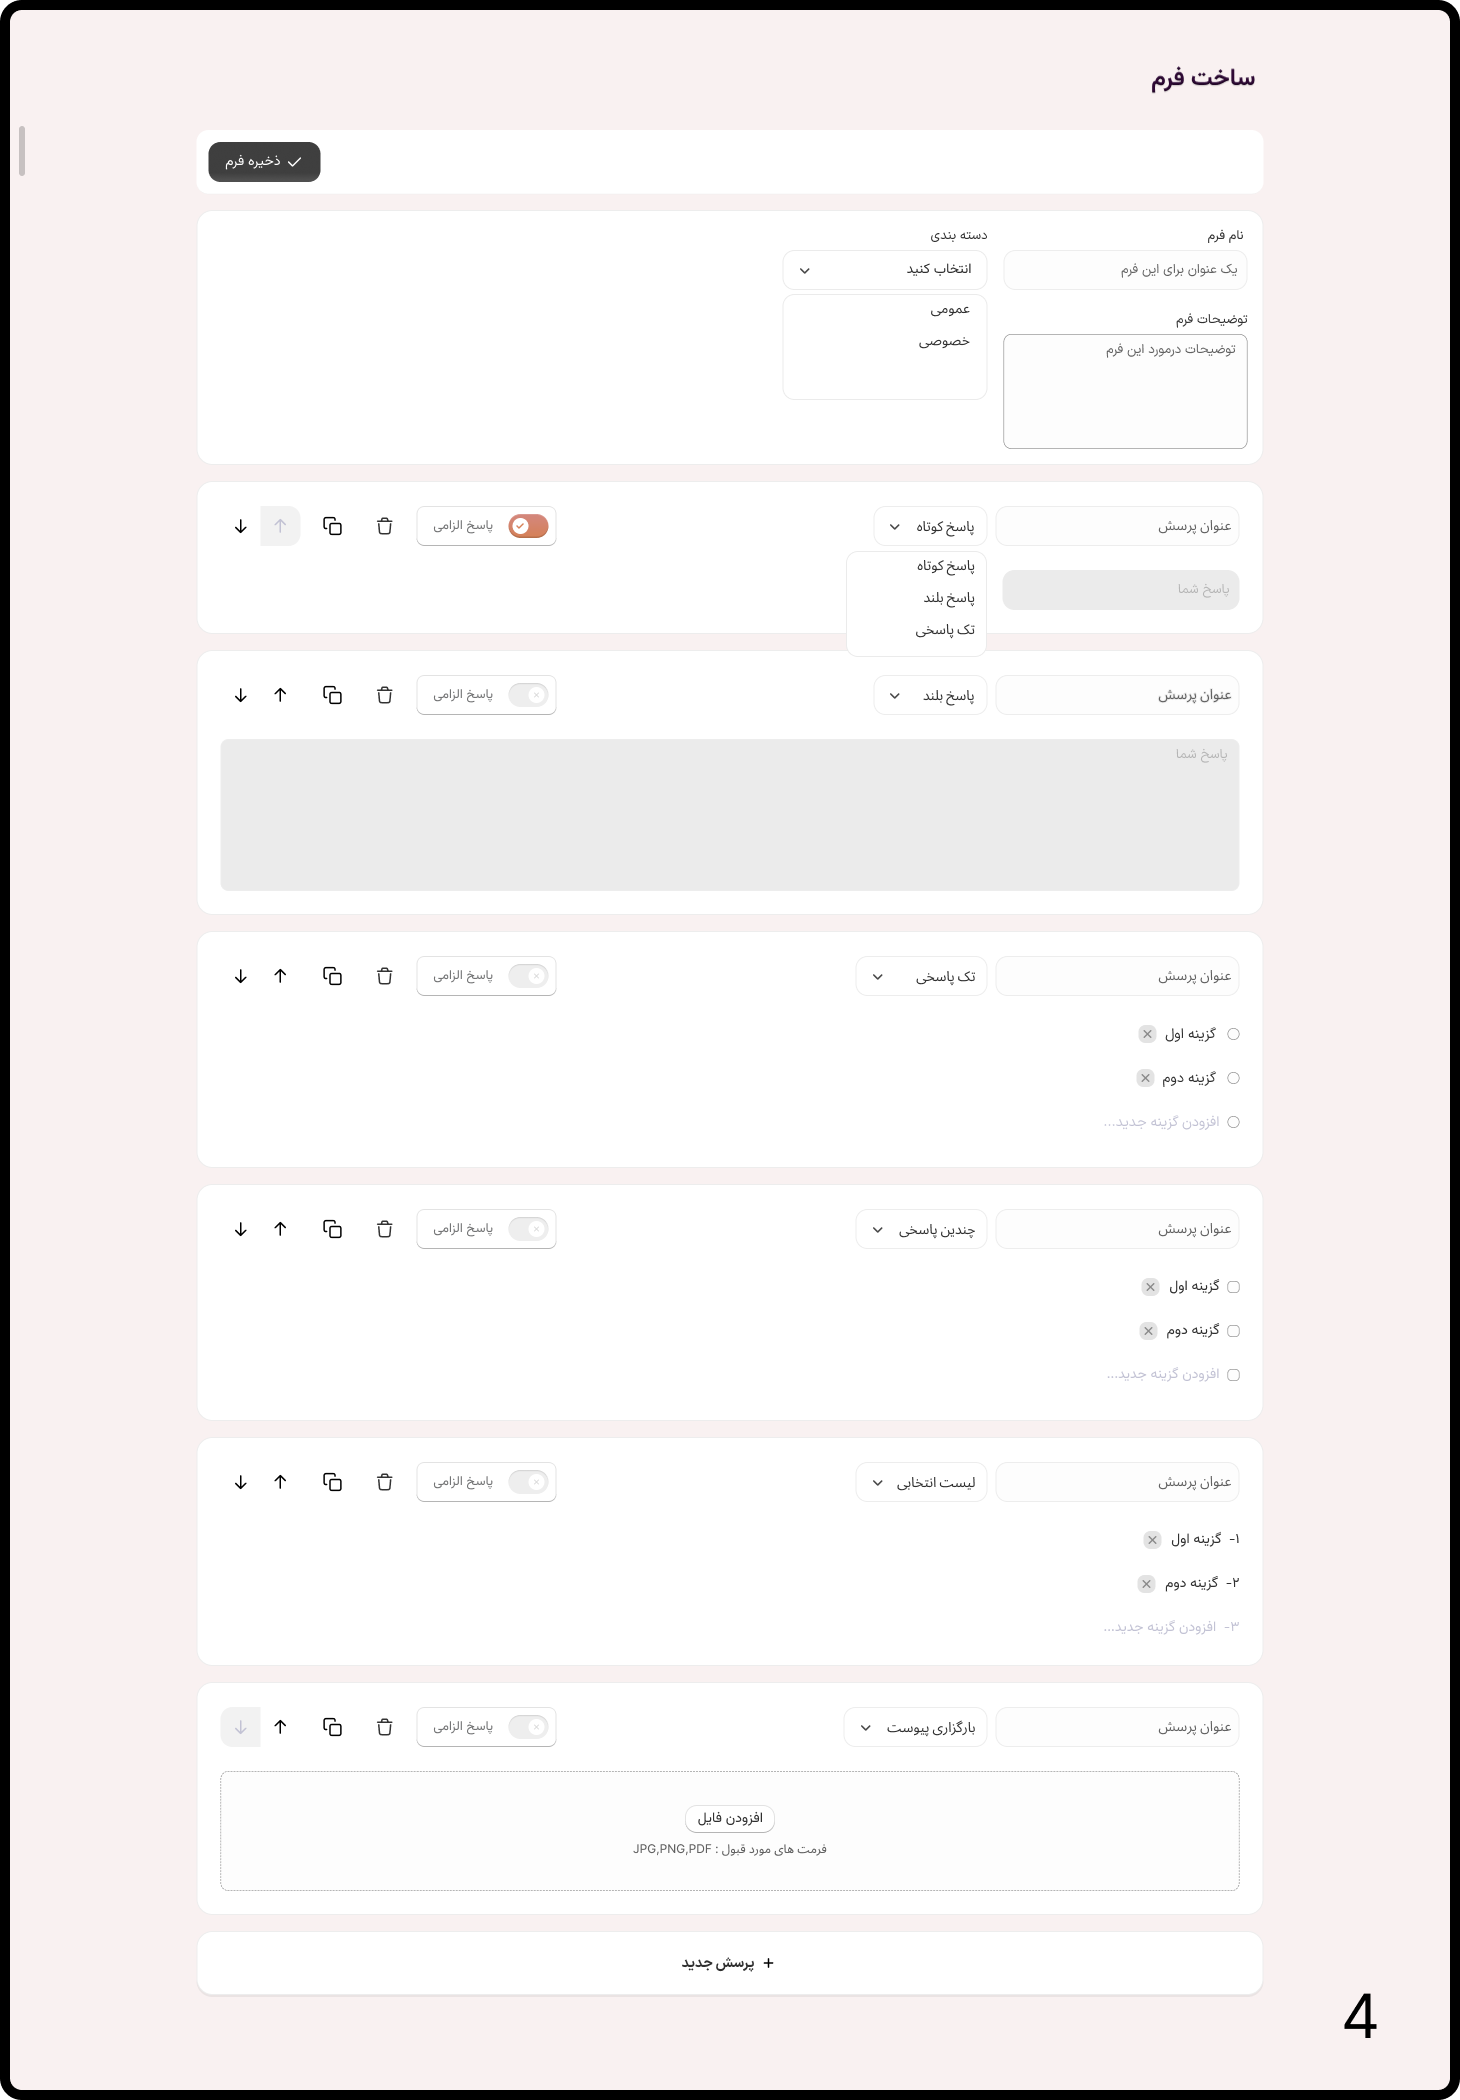 ساخت فرم
ذخیره فرم
نام فرم
دسته بندی
یک عنوان برای این فرم
انتخاب کنید
عمومی
خصوصی
توضیحات فرم
توضیحات درمورد این فرم
عنوان پرسش
پاسخ کوتاه
پاسخ الزامی
پاسخ کوتاه
پاسخ بلند
تک پاسخی
پاسخ شما
عنوان پرسش
پاسخ بلند
پاسخ الزامی
پاسخ شما
عنوان پرسش
تک پاسخی
پاسخ الزامی
گزینه اول
گزینه دوم
افزودن گزینه جدید...
عنوان پرسش
چندین پاسخی
پاسخ الزامی
گزینه اول
گزینه دوم
افزودن گزینه جدید...
عنوان پرسش
لیست انتخابی
پاسخ الزامی
۱- گزینه اول
۲- گزینه دوم
۳- افزودن گزینه جدید...
عنوان پرسش
بارگزاری پیوست
پاسخ الزامی
افزودن فایل
فرمت های مورد قبول : JPG,PNG,PDF
+ پرسش جدید
4